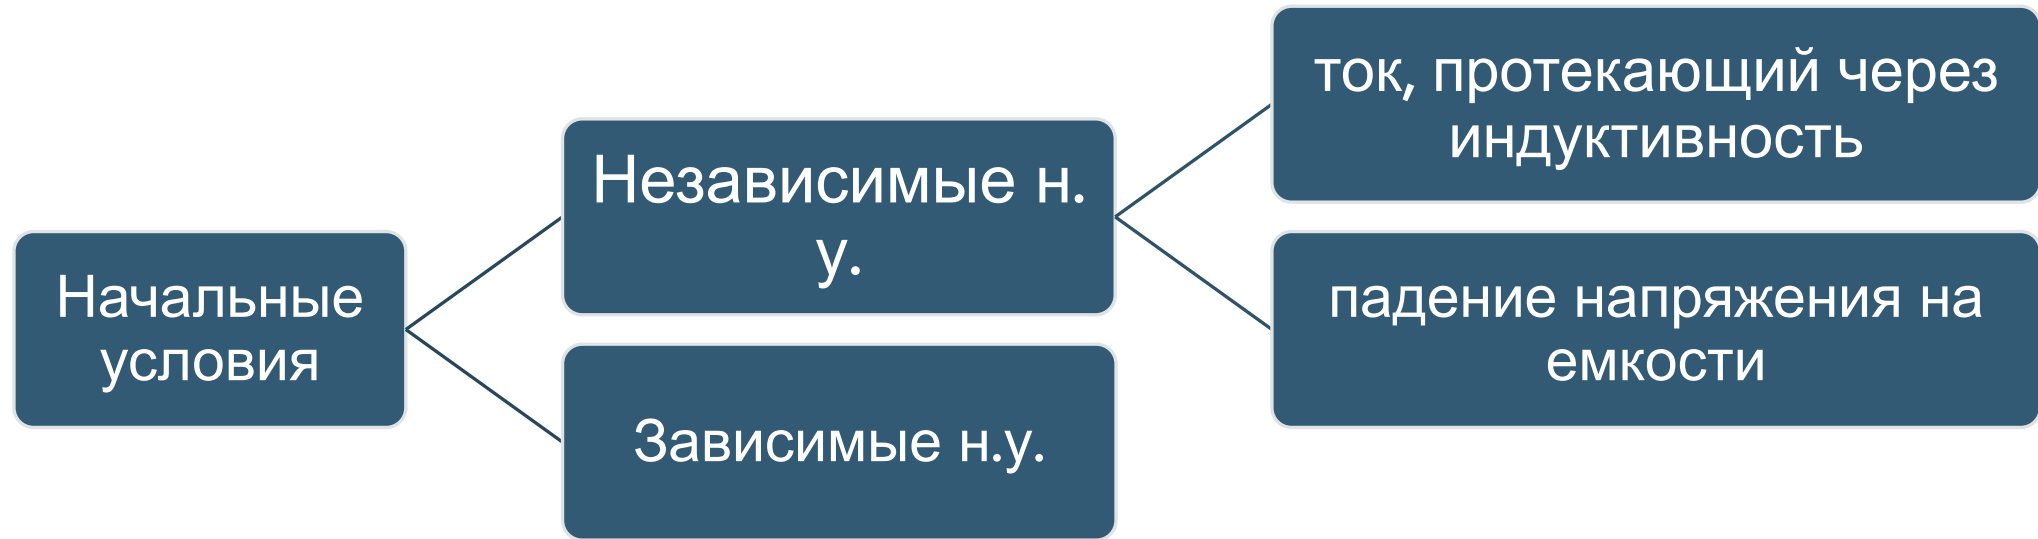 Начальные
условия
Независимые н.
у.
Зависимые н.у.
ток, протекающий через
индуктивность
падение напряжения на
емкости